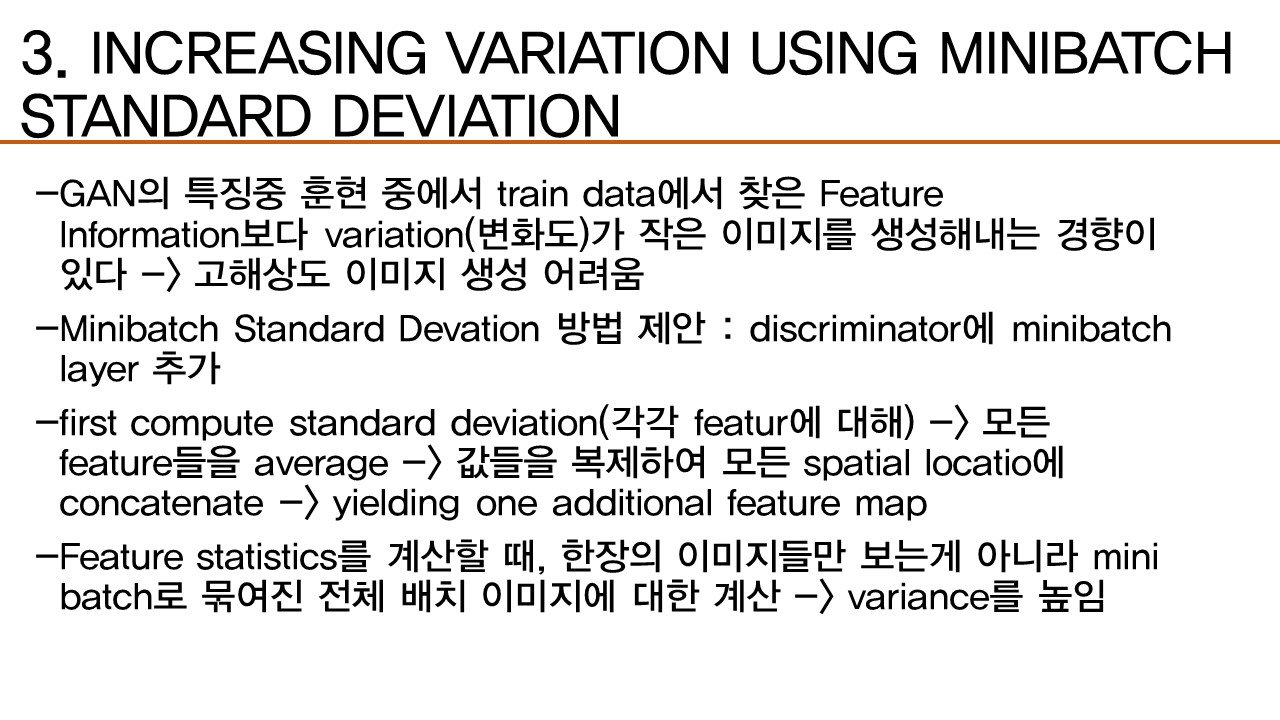 3. INCREASING VARIATION USING MINIBATCH
STANDARD DEVIATION
–GAN의 특징중 훈현 중에서 train data에서 찾은 Feature
Information보다 variation(변화도)가 작은 이미지를 생성해내는 경향이
있다 –> 고해상도 이미지 생성 어려움
–Minibatch Standard Devation 방법 제안 : discriminator에 minibatch
layer 추가
–first compute standard deviation(각각 featur에 대해) –> 모든
feature들을 average –> 값들을 복제하여 모든 spatial locatio에
concatenate –> yielding one additional feature map
–Feature statistics를 계산할 때, 한장의 이미지들만 보는게 아니라 mini
batch로 묶여진 전체 배치 이미지에 대한 계산 –> variance를 높임